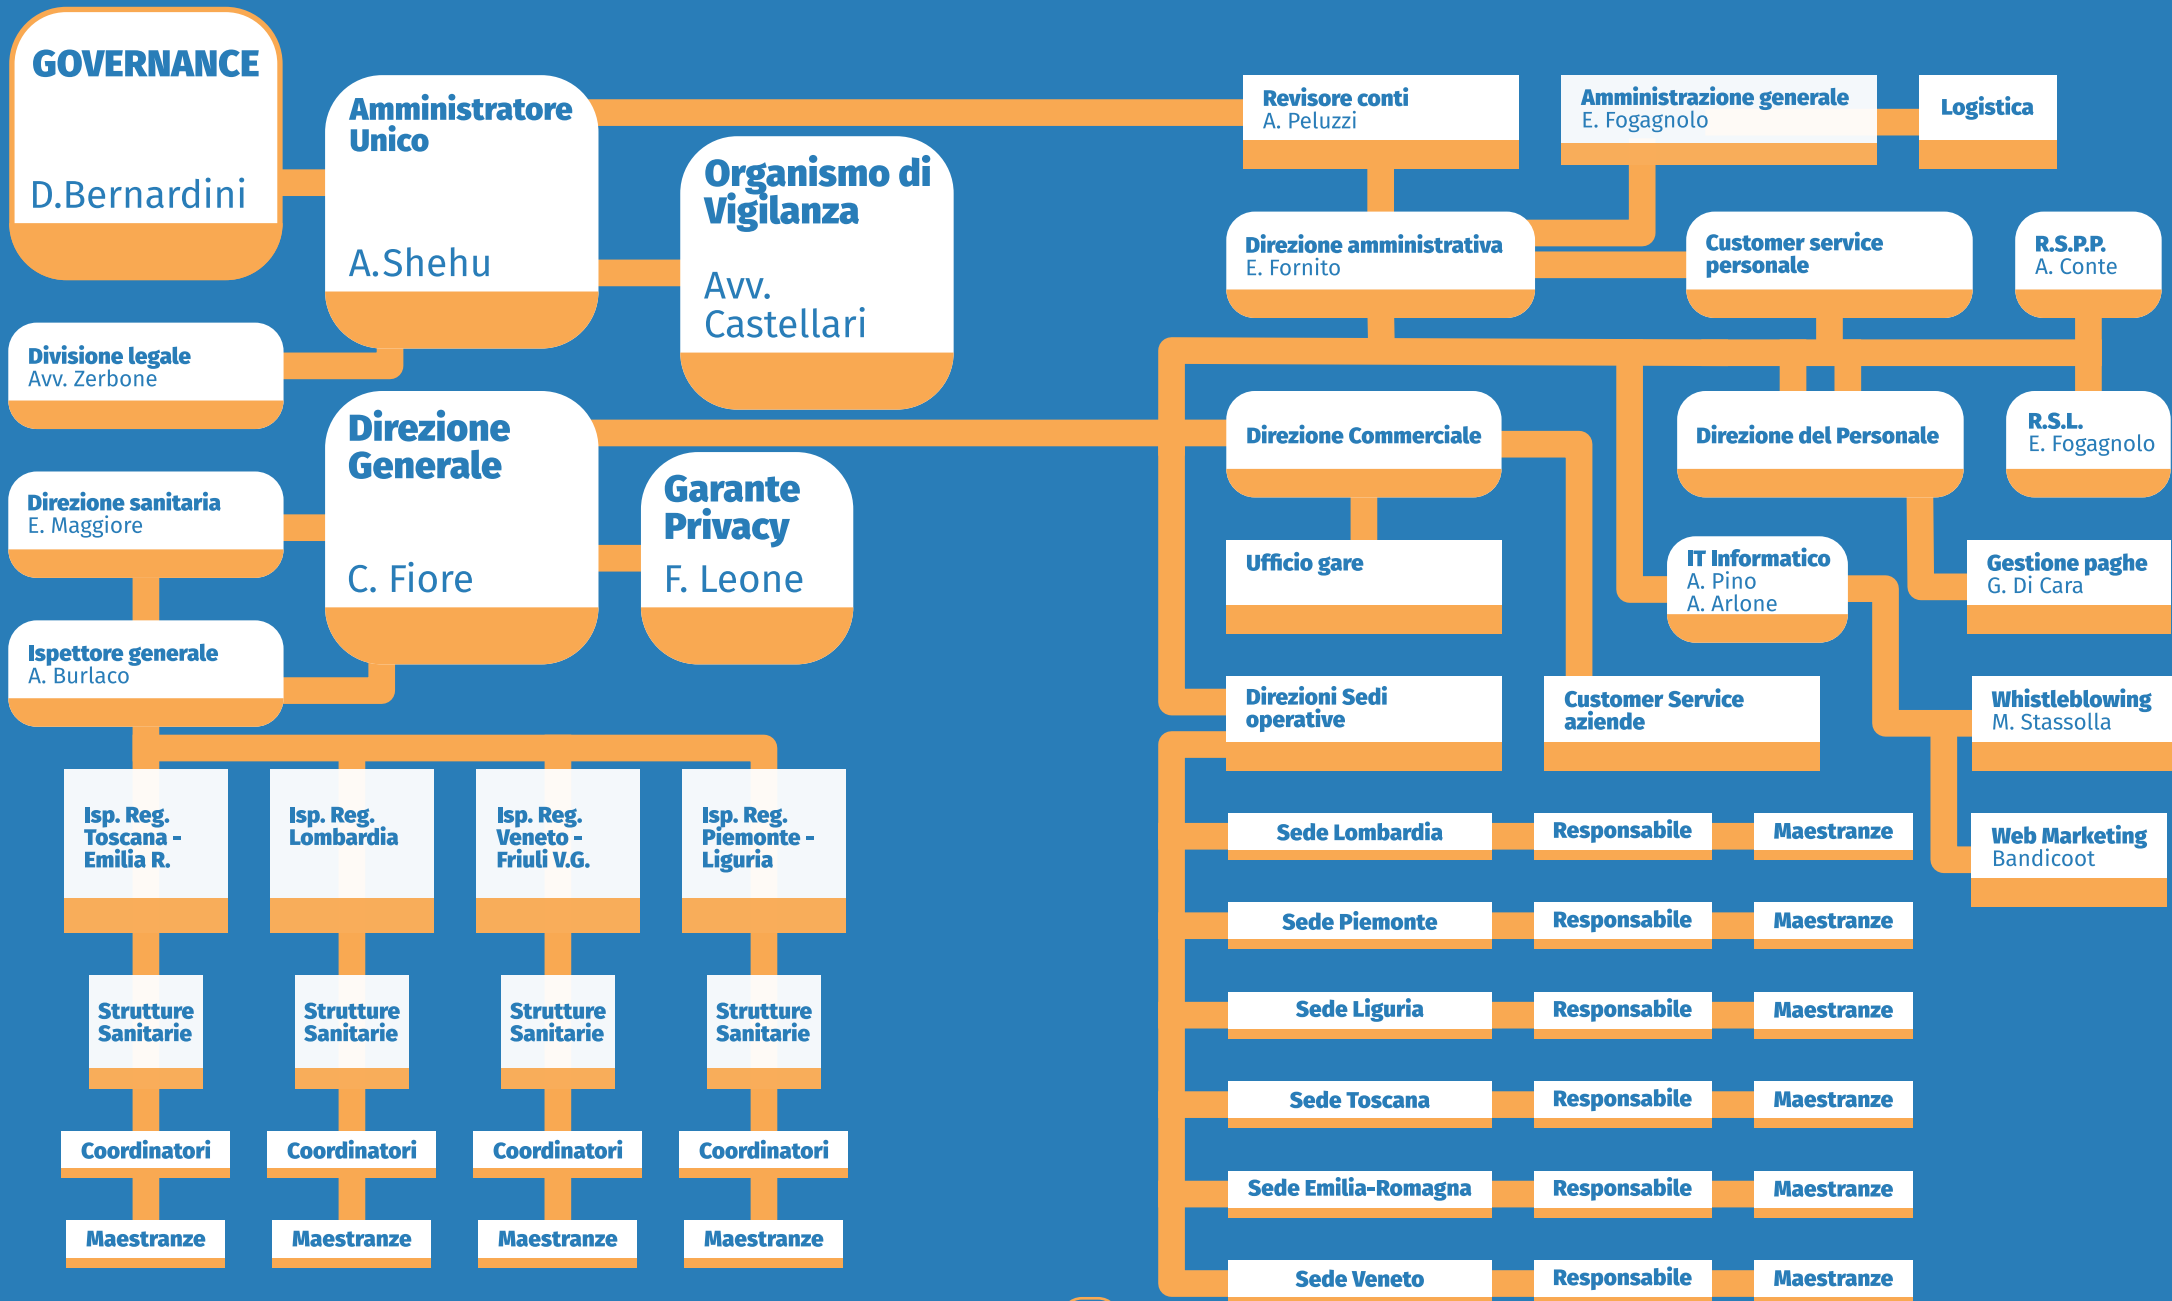 GOVERNANCE
D.Bernardini
Amministratore
Unico
A.Shehu
Organismo di
Vigilanza
Avv.
Castellari
Divisione legale
Avv. Zerbone
Direzione
Generale
C. Fiore
Garante
Privacy
F. Leone
Direzione sanitaria
E. Maggiore
Ispettore generale
A. Burlaco
Isp. Reg.
Toscana -
Emilia R.
Isp. Reg.
Lombardia
Isp. Reg.
Veneto -
Friuli V.G.
Isp. Reg.
Piemonte -
Liguria
Strutture
Sanitarie
Strutture
Sanitarie
Strutture
Sanitarie
Strutture
Sanitarie
Coordinatori
Coordinatori
Coordinatori
Coordinatori
Maestranze
Maestranze
Maestranze
Maestranze
Revisore conti
A. Peluzzi
Amministrazione generale
E. Fogagnolo
Logistica
Direzione amministrativa
E. Fornito
Customer service
personale
R.S.P.P.
A. Conte
Direzione Commerciale
Direzione del Personale
R.S.L.
E. Fogagnolo
Ufficio gare
IT Informatico
A. Pino
A. Arlone
Gestione paghe
G. Di Cara
Direzioni Sedi
operative
Customer Service
aziende
Whistleblowing
M. Stassolla
Web Marketing
Bandicoot
Sede Lombardia
Responsabile
Maestranze
Sede Piemonte
Responsabile
Maestranze
Sede Liguria
Responsabile
Maestranze
Sede Toscana
Responsabile
Maestranze
Sede Emilia-Romagna
Responsabile
Maestranze
Sede Veneto
Responsabile
Maestranze